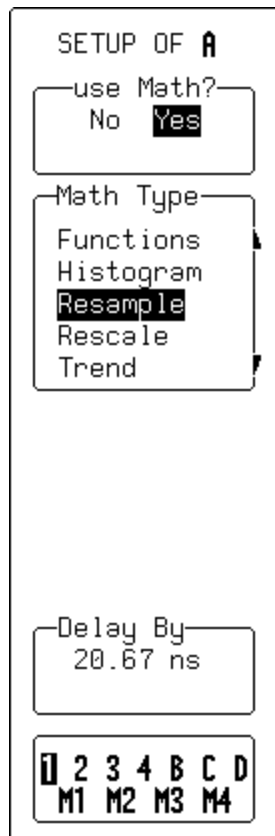 SETUP OF A
use Math?
No Yes
Math Type
Functions
Histogram
Resample
Rescale
Trend
Delay By
20.67 ns
1 2 3 4 B C D
M1 M2 M3 M4